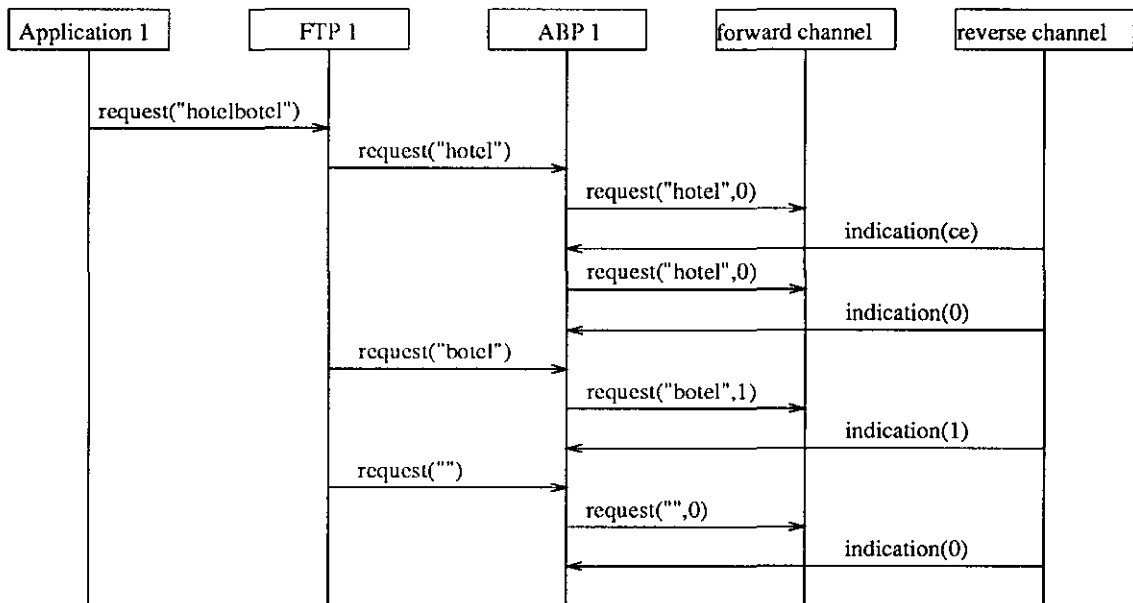 Application 1
FTP 1
ABP 1
forward channel
reverse channel
request("hotelbotel")
request("hotel")
request("hotel",0)
indication(ce)
request("hotel",0)
indication(0)
request("botel")
request("botel",1)
indication(1)
request("")
request("",0)
indication(0)